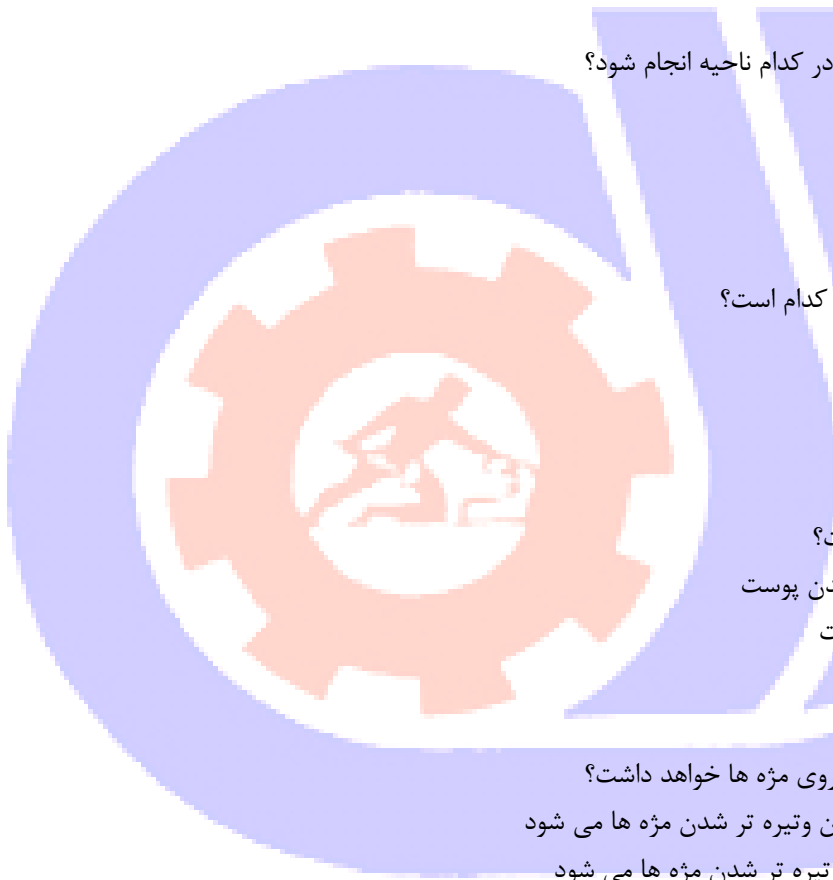 در کدام ناحیه انجام شود؟
کدام است؟
ت؟
دن پوست
ت
روی مژه ها خواهد داشت؟
ن وتیره تر شدن مژه ها می شود
تیره تر شدن مژه ها می شود